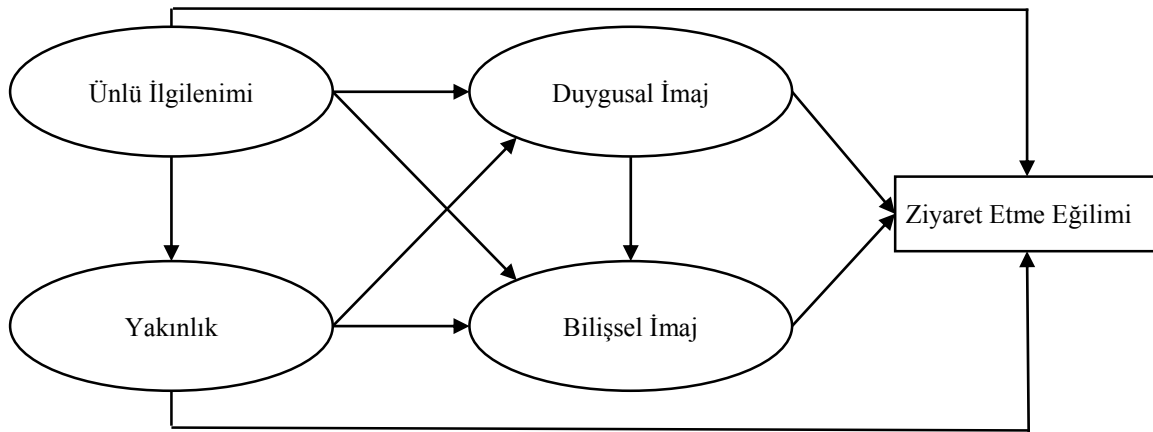 Ünlü İlgilenimi
Duygusal İmaj
Ziyaret Etme Eğilimi
Yakınlık
Bilişsel İmaj